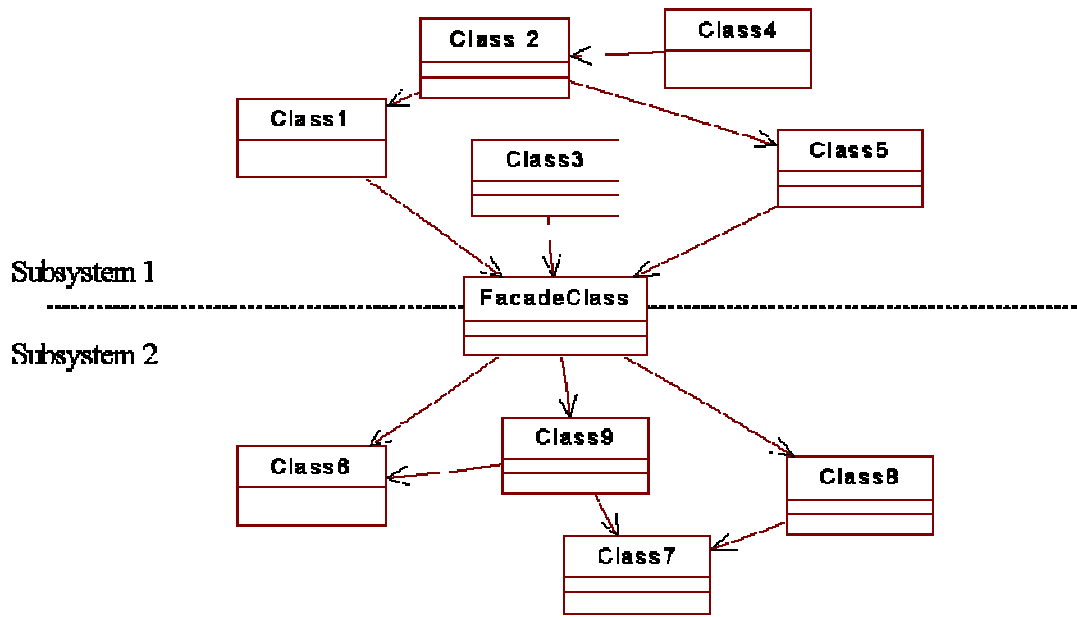 Class 2
Class4
Class1
Class3
Class5
Subsystem 1
FacadeClass
Subsystem 2
Class9
Class6
Class8
Class7